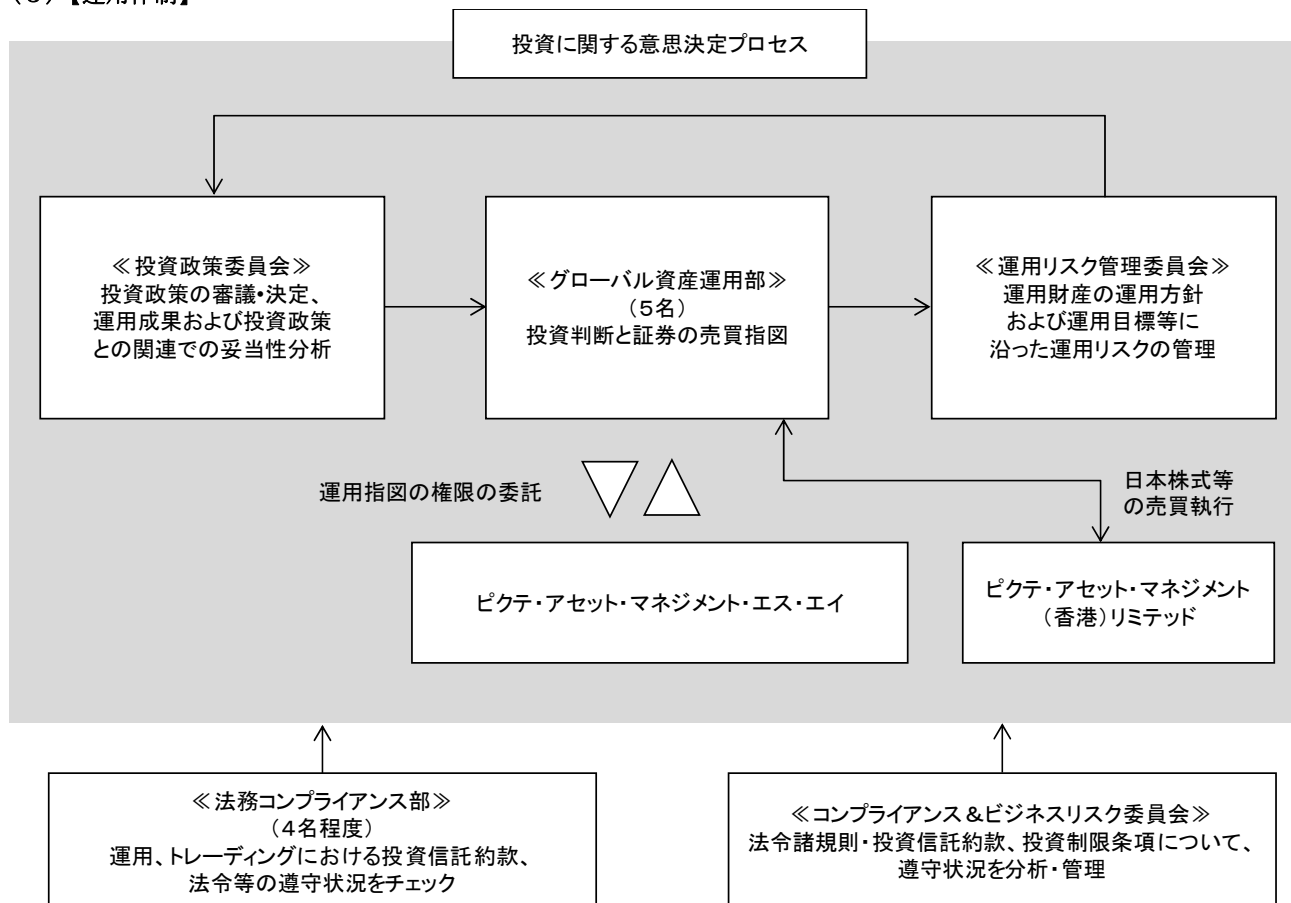 （３）【運用体制】
投資に関する意思決定プロセス
≪投資政策委員会≫
投資政策の審議・決定、
運用成果および投資政策
との関連での妥当性分析
≪グローバル資産運用部≫
（５名）
投資判断と証券の売買指図
≪運用リスク管理委員会≫
運用財産の運用方針
および運用目標等に
沿った運用リスクの管理
運用指図の権限の委託
日本株式等
の売買執行
ピクテ・アセット・マネジメント・エス・エイ
ピクテ・アセット・マネジメント
（香港）リミテッド
≪法務コンプライアンス部≫
（４名程度）
運用、トレーディングにおける投資信託約款、
法令等の遵守状況をチェック
≪コンプライアンス＆ビジネスリスク委員会≫
法令諸規則・投資信託約款、投資制限条項について、
遵守状況を分析・管理